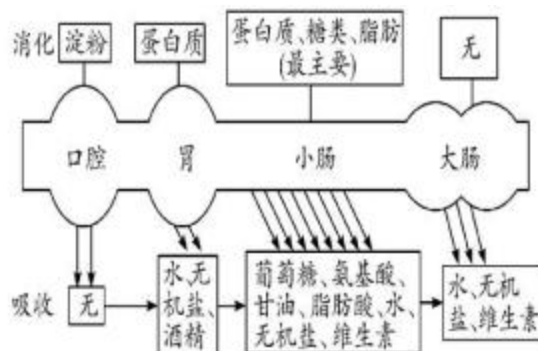 消化
淀粉
蛋白质
蛋白质、糖类、脂肪
(最主要)
无
口腔
胃
小肠
大肠
吸收
无
水、无
机盐、
酒精
葡萄糖、氨基酸、
甘油、脂肪酸、水、
无机盐、维生素
水、无机
盐、维生素